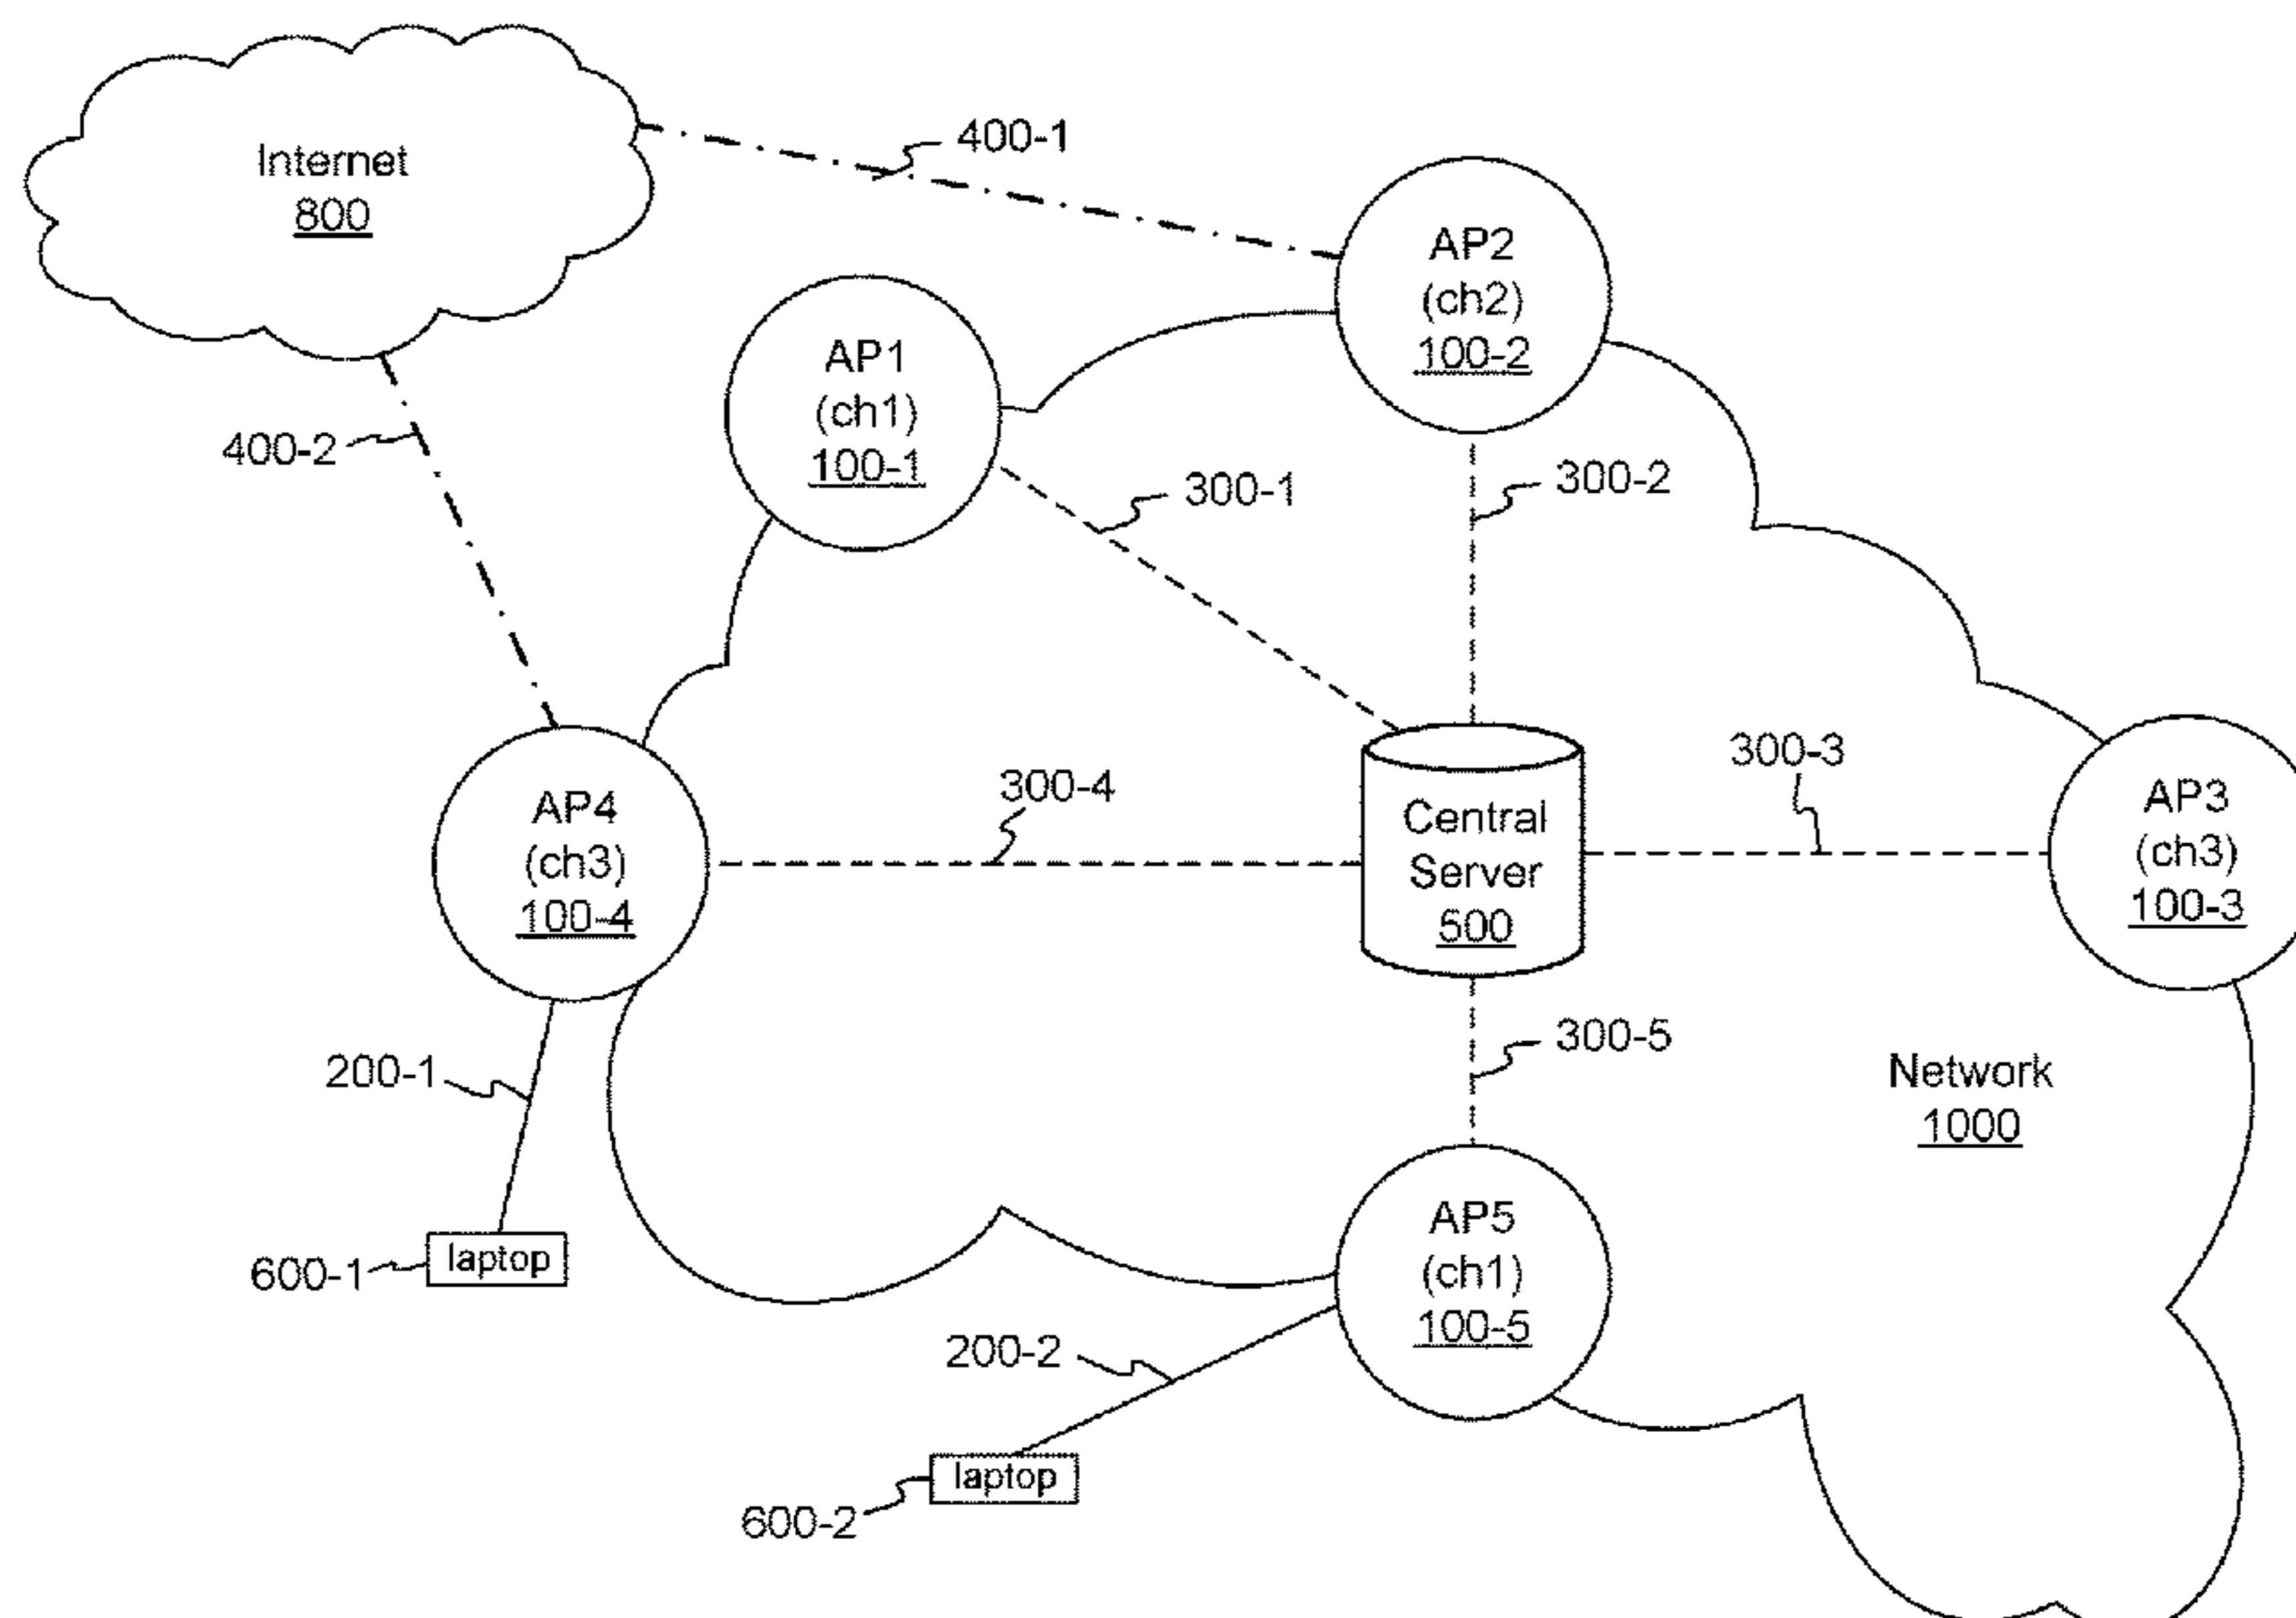 Internet
800
400-1
AP2
(ch2)
100-2
AP1
(ch1)
100-1
400-2
300-1
300-2
AP4
(ch3)
100-4
300-4
Central
Server
500
300-3
AP3
(ch3)
100-3
200-1
300-5
Network
1000
600-1
laptop
AP5
(ch1)
100-5
200-2
laptop
600-2